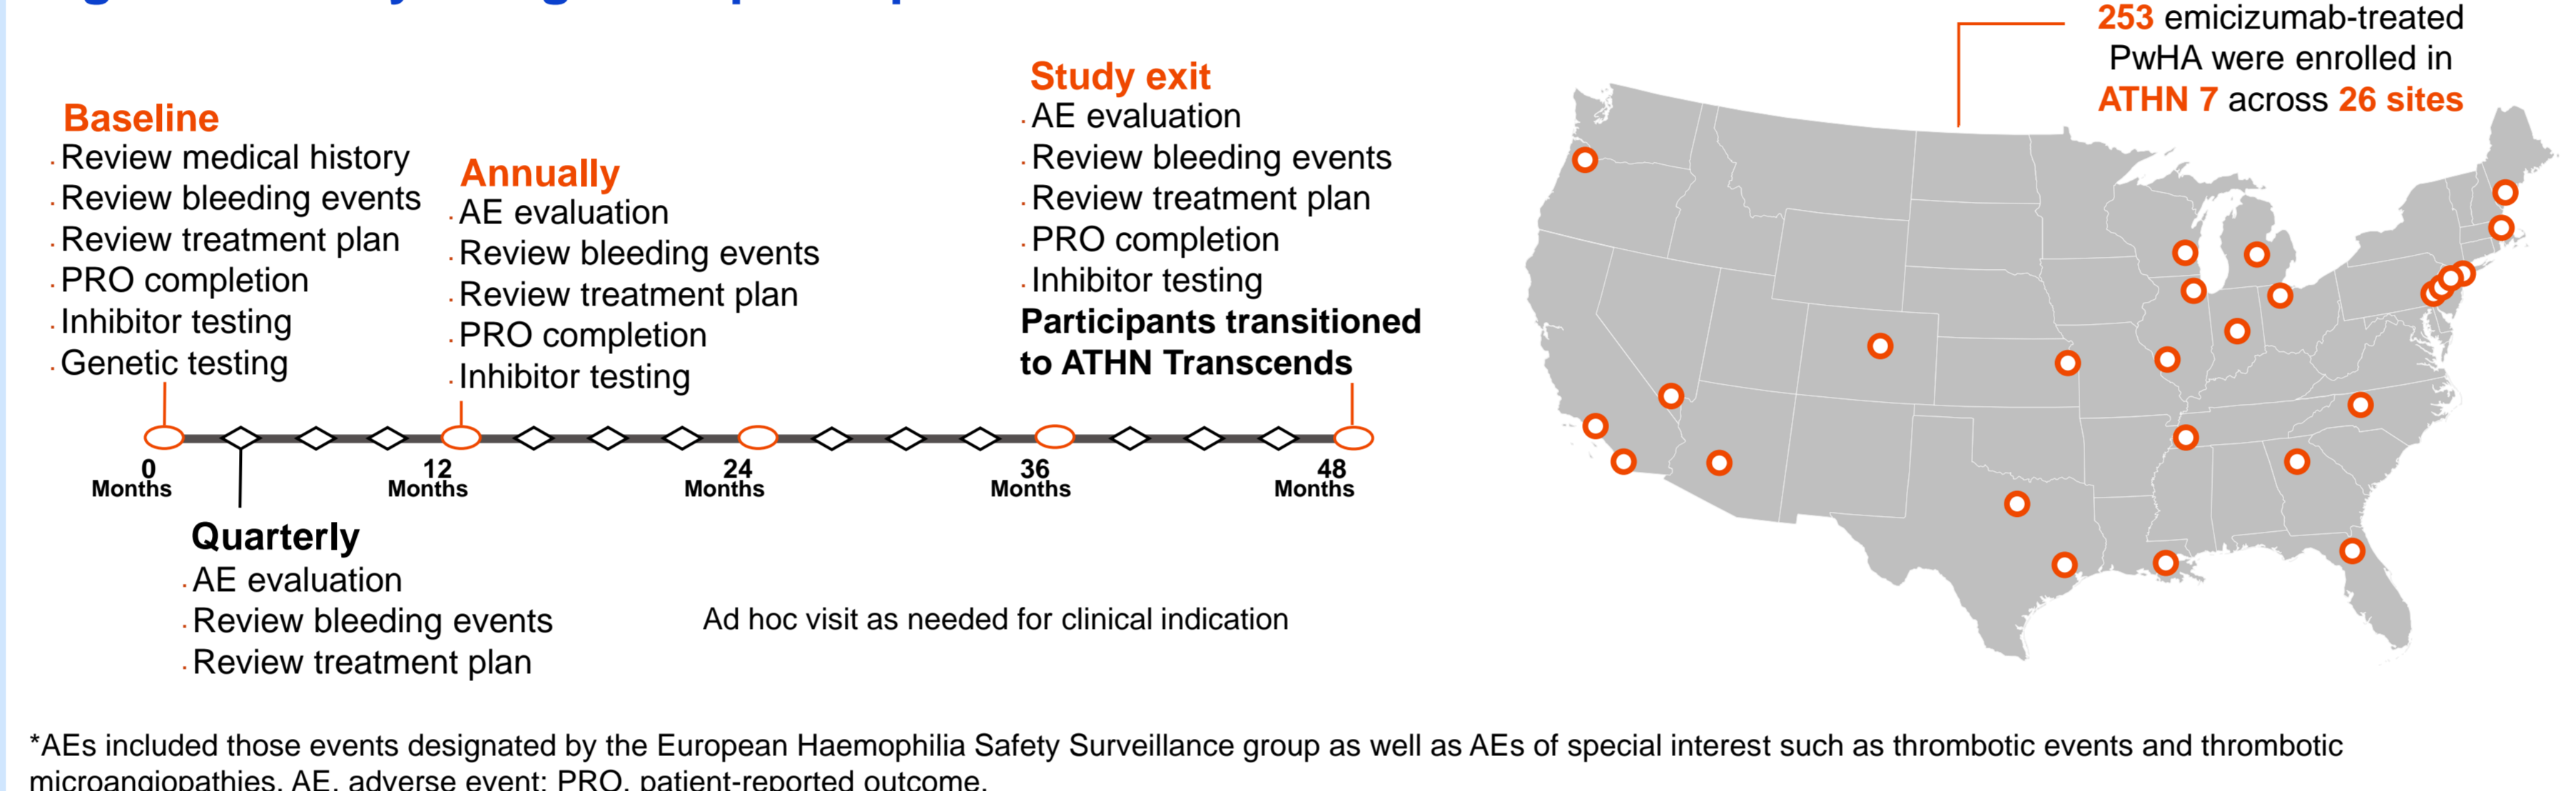 253 emicizumab-treated
PwHA were enrolled in
ATHN 7 across 26 sites
Baseline
· Review medical history
· Review bleeding events
· Review treatment plan
· PRO completion
· Inhibitor testing
· Genetic testing
Annually
· AE evaluation
· Review bleeding events
· Review treatment plan
· PRO completion
· Inhibitor testing
Study exit
· AE evaluation
· Review bleeding events
· Review treatment plan
· PRO completion
· Inhibitor testing
Participants transitioned
to ATHN Transcends
0
Months
12
Months
24
Months
36
Months
48
Months
Quarterly
· AE evaluation
· Review bleeding events
· Review treatment plan
Ad hoc visit as needed for clinical indication
*AEs included those events designated by the European Haemophilia Safety Surveillance group as well as AEs of special interest such as thrombotic events and thrombotic
microangiopathies. AE, adverse event; PRO, patient-reported outcome.